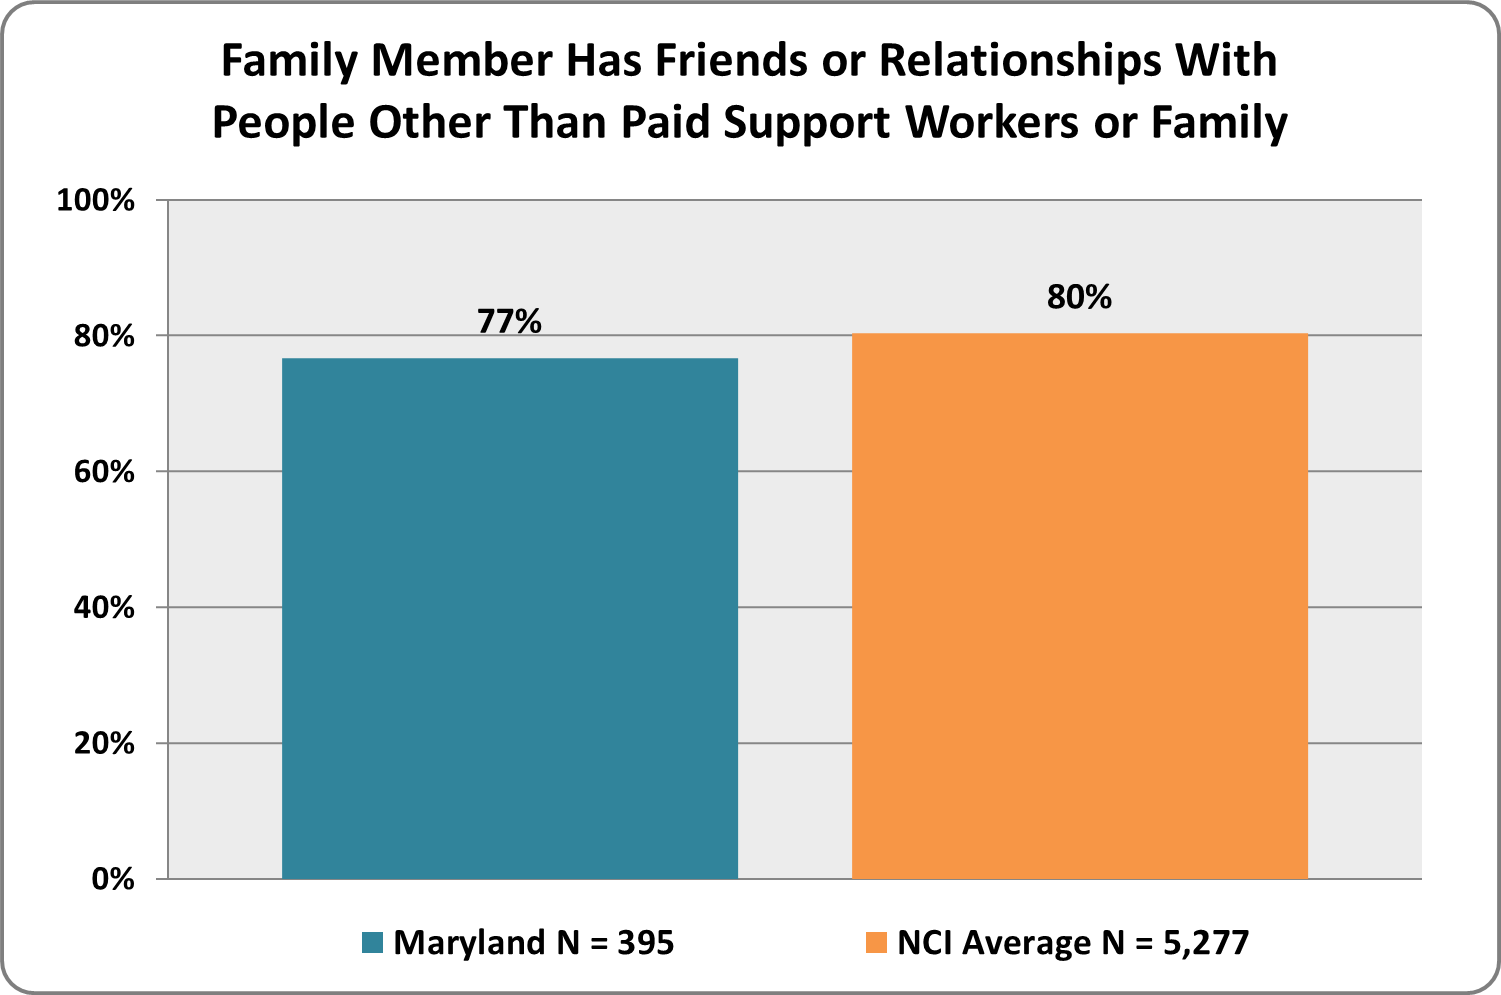 Family Member Has Friends or Relationships With
People Other Than Paid Support Workers or Family
100%
80%
60%
40%
20%
0%
77%
80%
Maryland N = 395
NCI Average N = 5,277